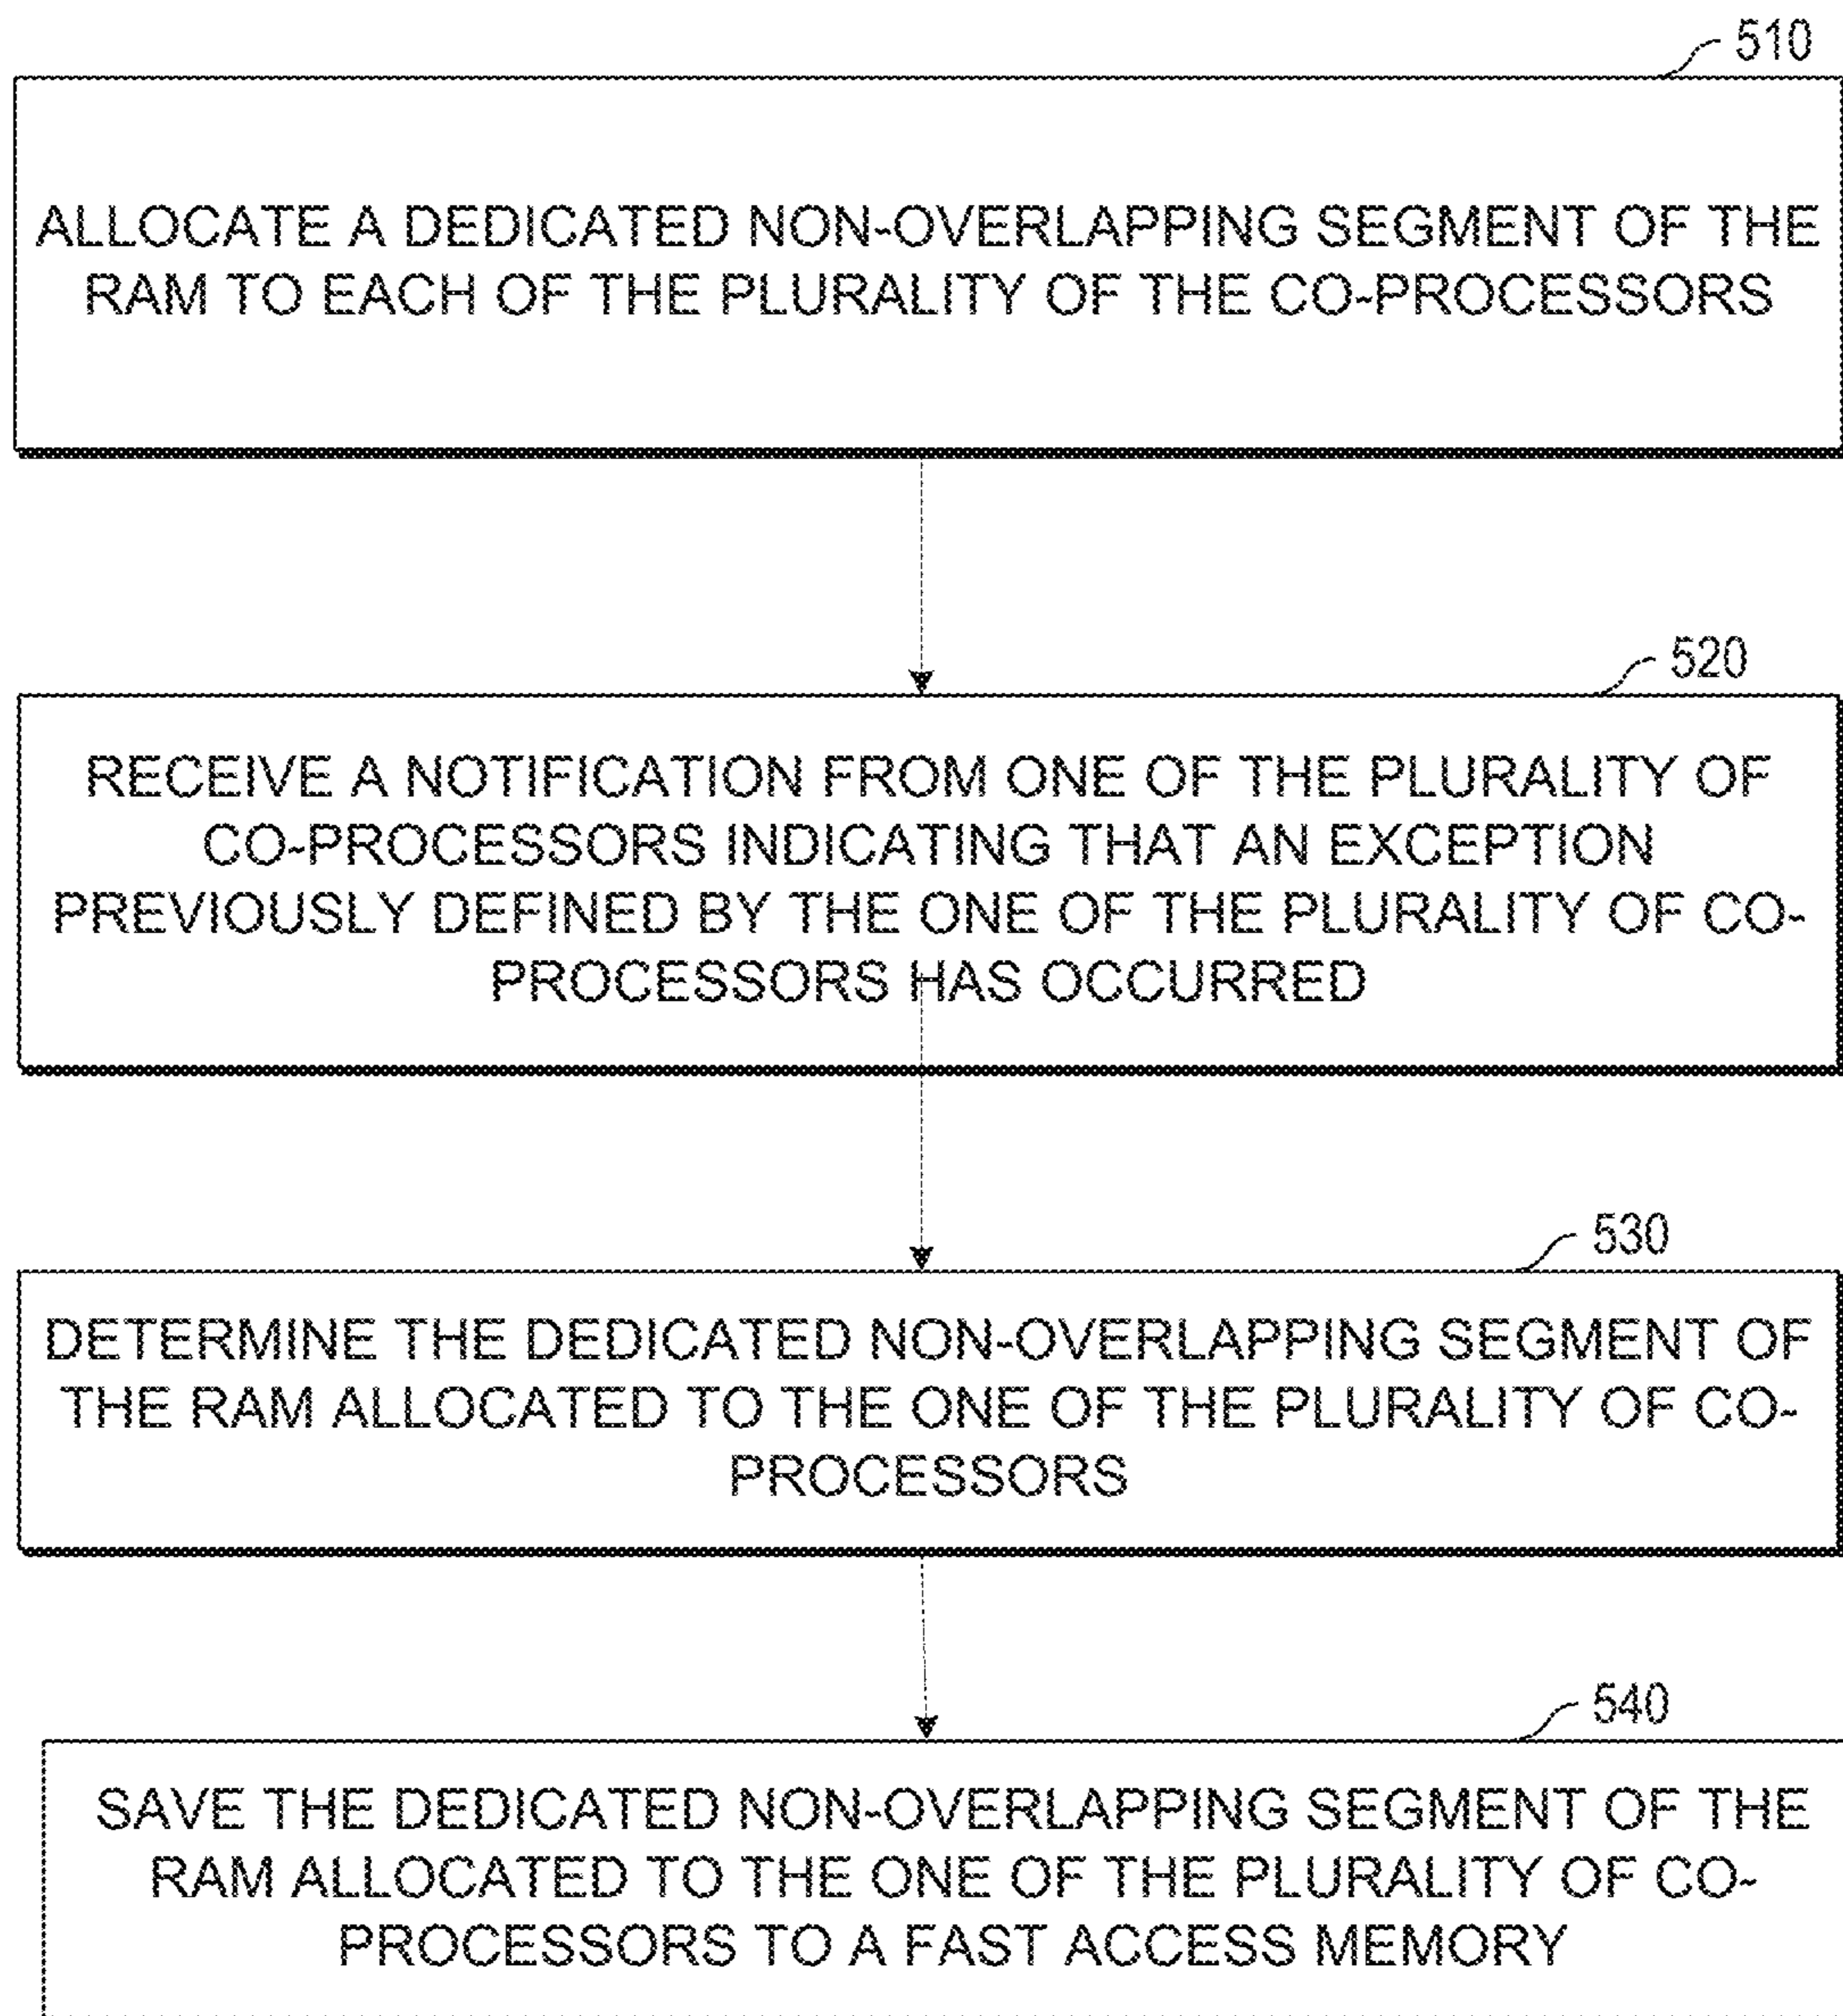 510
ALLOCATE A DEDICATED NON-OVERLAPPING SEGMENT OF THE
RAM TO EACH OF THE PLURALITY OF THE CO-PROCESSORS
520
RECEIVE A NOTIFICATION FROM ONE OF THE PLURALITY OF
CO-PROCESSORS INDICATING THAT AN EXCEPTION
PREVIOUSLY DEFINED BY THE ONE OF THE PLURALITY OF CO-
PROCESSORS HAS OCCURRED
530
DETERMINE THE DEDICATED NON-OVERLAPPING SEGMENT OF
THE RAM ALLOCATED TO THE ONE OF THE PLURALITY OF CO-
PROCESSORS
540
SAVE THE DEDICATED NON-OVERLAPPING SEGMENT OF THE
RAM ALLOCATED TO THE ONE OF THE PLURALITY OF CO-
PROCESSORS TO A FAST ACCESS MEMORY